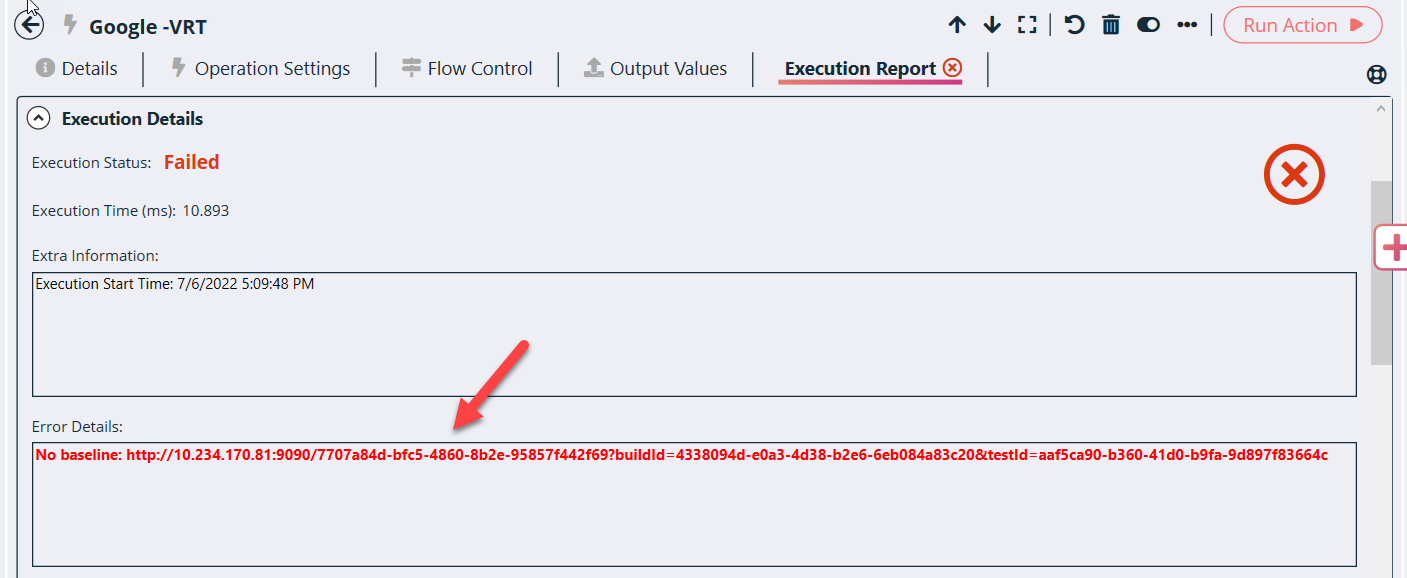 Google -VRT
Run Action
Details
Operation Settings
Flow Control
Output Values
Execution Report
Execution Details
Execution Status: Failed
Execution Time (ms): 10.893
Extra Information:
Execution Start Time: 7/6/2022 5:09:48 PM
Error Details:
No baseline: http://10.234.170.81:9090/7707a84d-bfc5-4860-8b2e-95857f442f69?buildId=4338094d-e0a3-4d38-b2e6-6eb084a83c20&testId=aaf5ca90-b360-41d0-b9fa-9d897f83664c